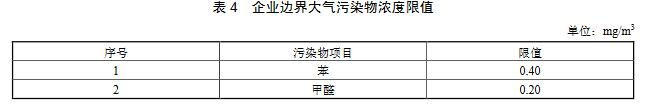 表 4 企业边界大气污染物浓度限值
单位：mg/m³
序号 污染物项目 限值
1 苯 0.40
2 甲醛 0.20